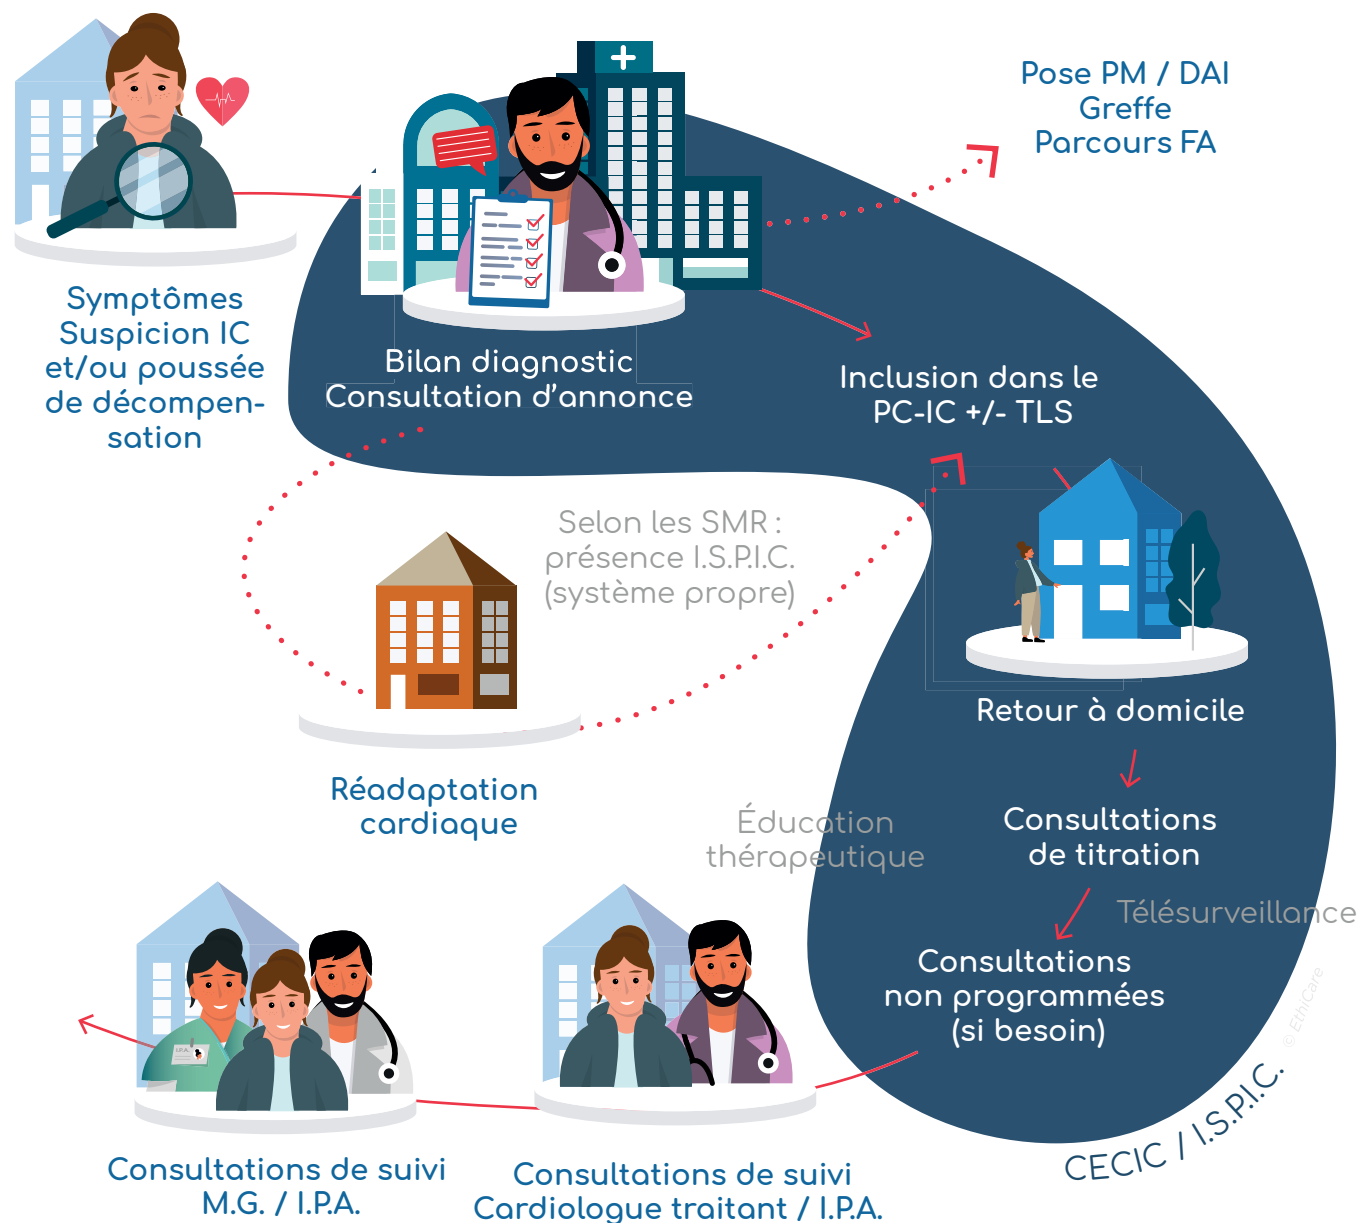 Symptômes
Suspicion IC
et/ou poussée
de décompen-
sation
Bilan diagnostic
Consultation d’annonce
Pose PM / DAI
Greffe
Parcours FA
Inclusion dans le
PC-IC +/- TLS
Selon les SMR :
présence I.S.P.I.C.
(système propre)
Réadaptation
cardiaque
Retour à domicile
Consultations
de titration
Éducation
thérapeutique
Télésurveillance
Consultations
non programmées
(si besoin)
© EthiCare
CECIC / I.S.P.I.C.
I.P.A.
Consultations de suivi
Cardiologue traitant / I.P.A.
Consultations de suivi
M.G. / I.P.A.